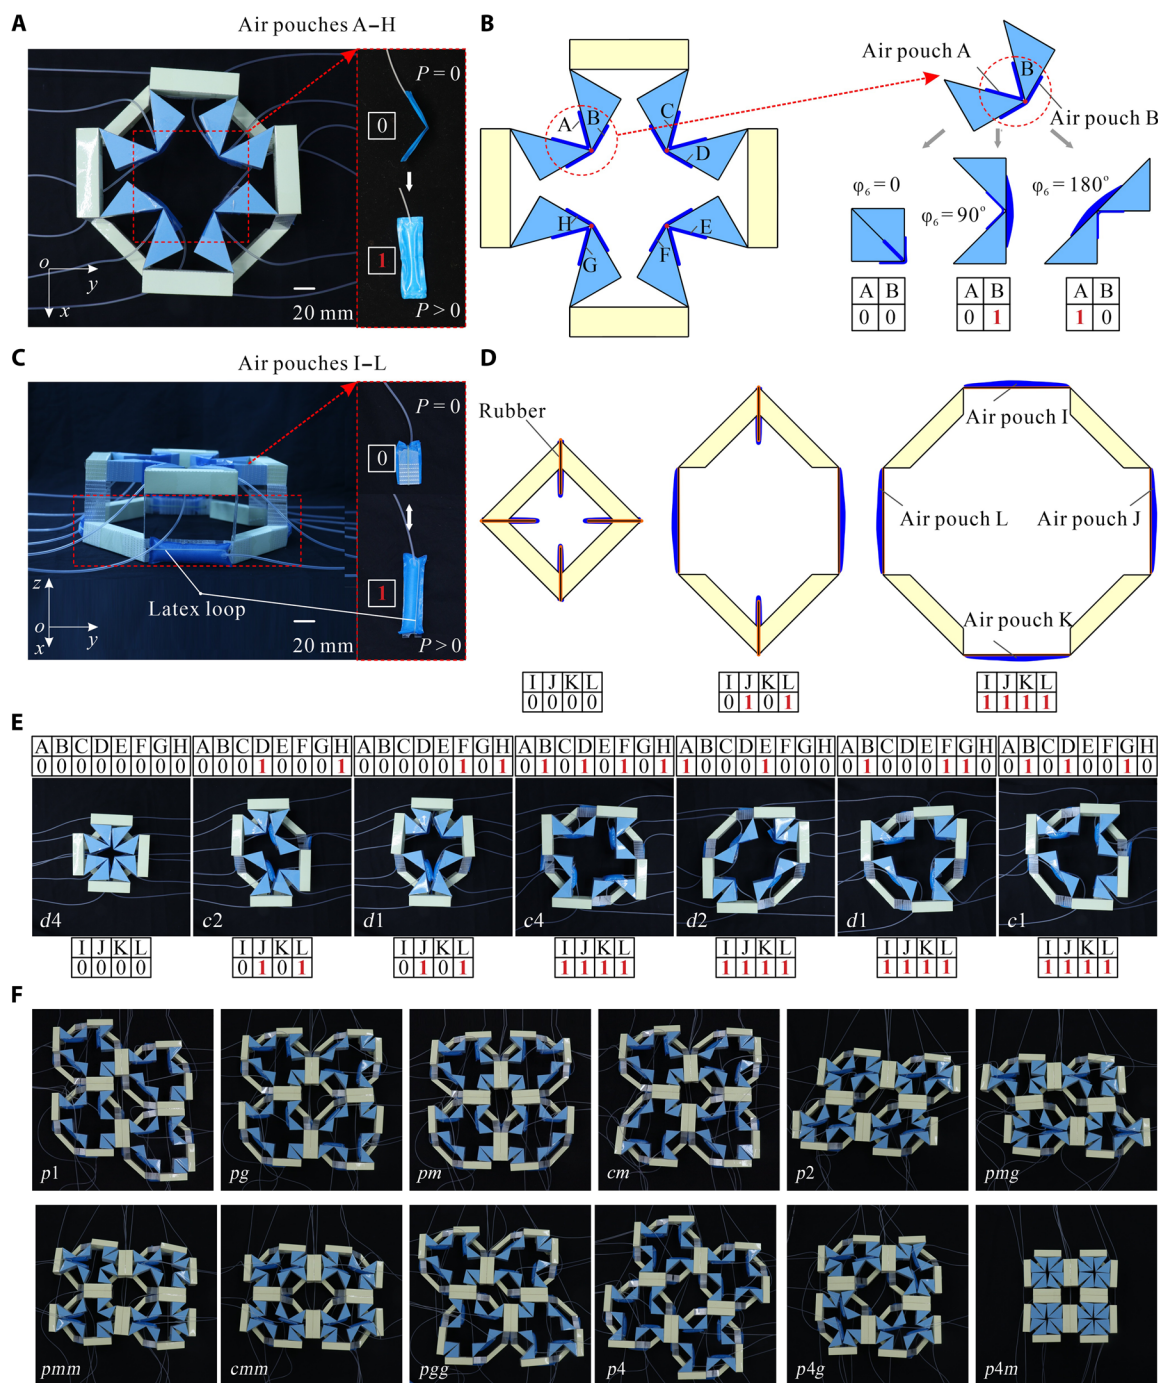 A
Air pouches A–H
P = 0
0
1
P > 0
o
y
x
20 mm
B
A
B
C
D
H
G
F
E
Air pouch A
B
Air pouch B
φ6 = 0
φ6 = 90°
φ6 = 180°
A B
0 0
A B
0 1
A B
1 0
C
Air pouches I–L
P = 0
0
1
P > 0
Latex loop
z
o
y
x
20 mm
D
Rubber
Air pouch I
Air pouch L
Air pouch J
Air pouch K
I J K L
0 0 0 0
I J K L
0 1 0 1
I J K L
1 1 1 1
E
A B C D E F G H
0 0 0 0 0 0 0 0
A B C D E F G H
0 0 0 1 0 0 0 1
A B C D E F G H
0 0 0 0 0 1 0 1
A B C D E F G H
0 1 0 1 0 1 0 1
A B C D E F G H
1 0 0 0 1 0 0 0
A B C D E F G H
0 1 0 0 0 1 1 0
A B C D E F G H
0 1 0 1 0 0 1 0
d4
c2
d1
c4
d2
d1
c1
I J K L
0 0 0 0
I J K L
0 1 0 1
I J K L
0 1 0 1
I J K L
1 1 1 1
I J K L
1 1 1 1
I J K L
1 1 1 1
I J K L
1 1 1 1
F
p1
pg
pm
cm
p2
pmg
pmm
cmm
pgg
p4
p4g
p4m